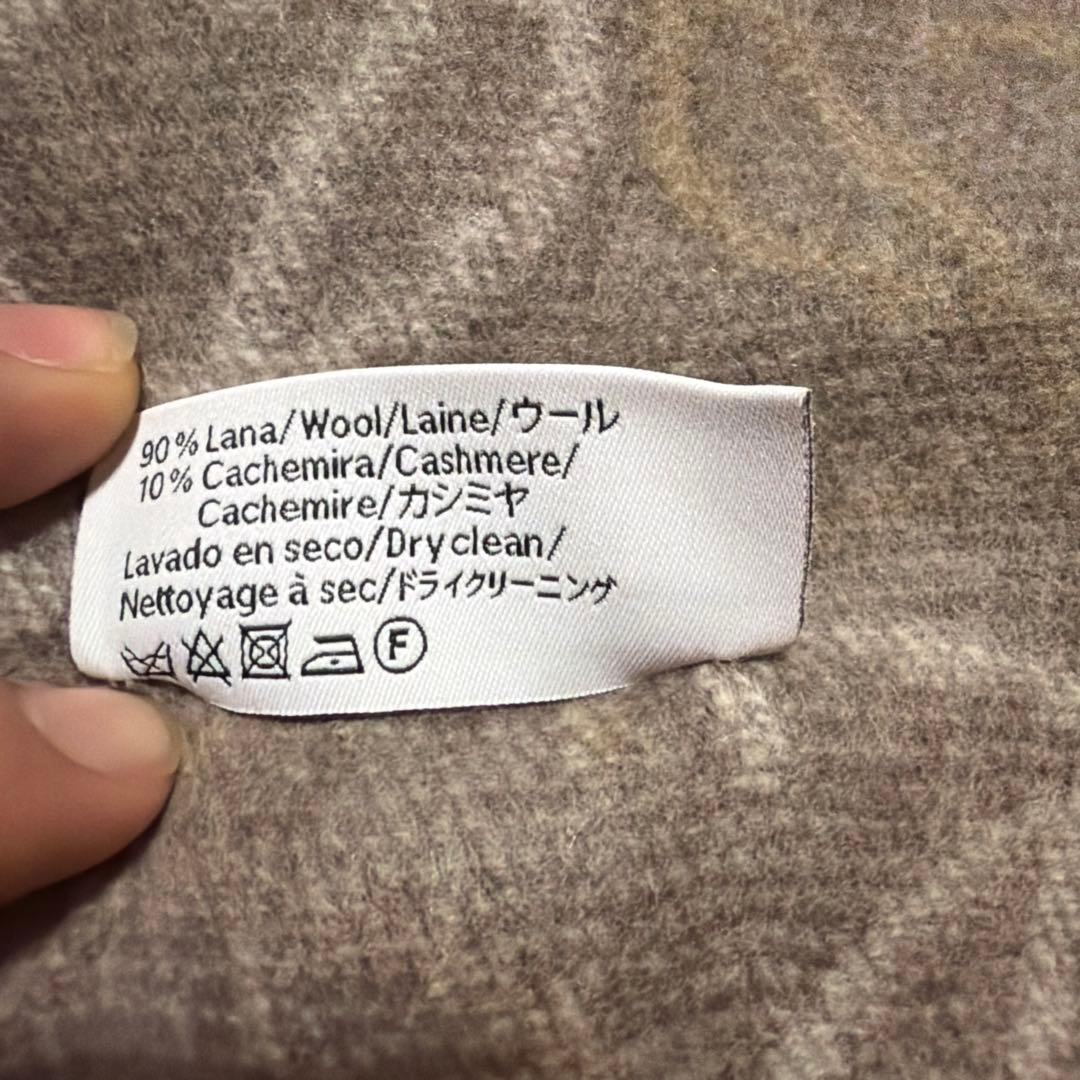 90% Lana/Wool/Laine/ウール
10% Cachemira/Cashmere/
Cachemire/カシミヤ
Lavado en seco/Dry clean/
Nettoyage à sec/ドライクリーニング
F